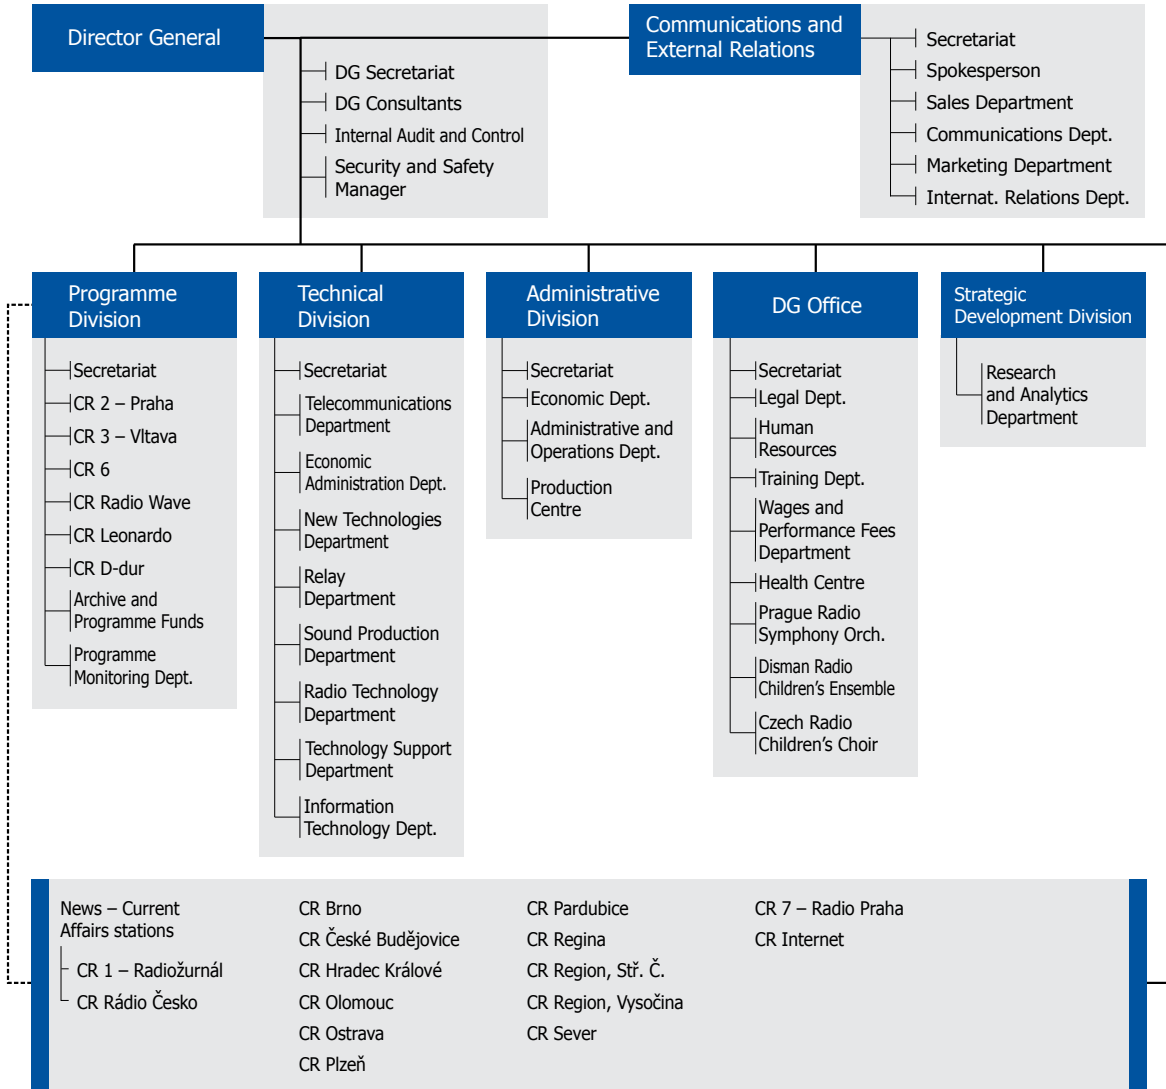 Director General
DG Secretariat
DG Consultants
Internal Audit and Control
Security and Safety
Manager
Communications and
External Relations
Secretariat
Spokesperson
Sales Department
Communications Dept.
Marketing Department
Internat. Relations Dept.
Programme
Division
Secretariat
CR 2 – Praha
CR 3 – Vltava
CR 6
CR Radio Wave
CR Leonardo
CR D-dur
Archive and
Programme Funds
Programme
Monitoring Dept.
Technical
Division
Secretariat
Telecommunications
Department
Economic
Administration Dept.
New Technologies
Department
Relay
Department
Sound Production
Department
Radio Technology
Department
Technology Support
Department
Information
Technology Dept.
Administrative
Division
Secretariat
Economic Dept.
Administrative and
Operations Dept.
Production
Centre
DG Office
Secretariat
Legal Dept.
Human
Resources
Training Dept.
Wages and
Performance Fees
Department
Health Centre
Prague Radio
Symphony Orch.
Disman Radio
Children's Ensemble
Czech Radio
Children's Choir
Strategic
Development Division
Research
and Analytics
Department
News – Current
Affairs stations
CR 1 – Radiožurnál
CR Rádio Česko
CR Brno
CR České Budějovice
CR Hradec Králové
CR Olomouc
CR Ostrava
CR Plzeň
CR Pardubice
CR Regina
CR Region, Stř. Č.
CR Region, Vysočina
CR Sever
CR 7 – Radio Praha
CR Internet